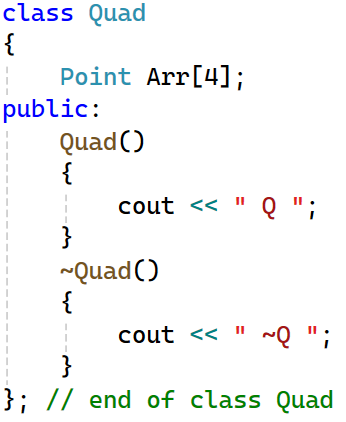 class Quad
{
    Point Arr[4];
public:
    Quad()
    {
        cout << " Q ";
    }
    ~Quad()
    {
        cout << " ~Q ";
    }
}; // end of class Quad